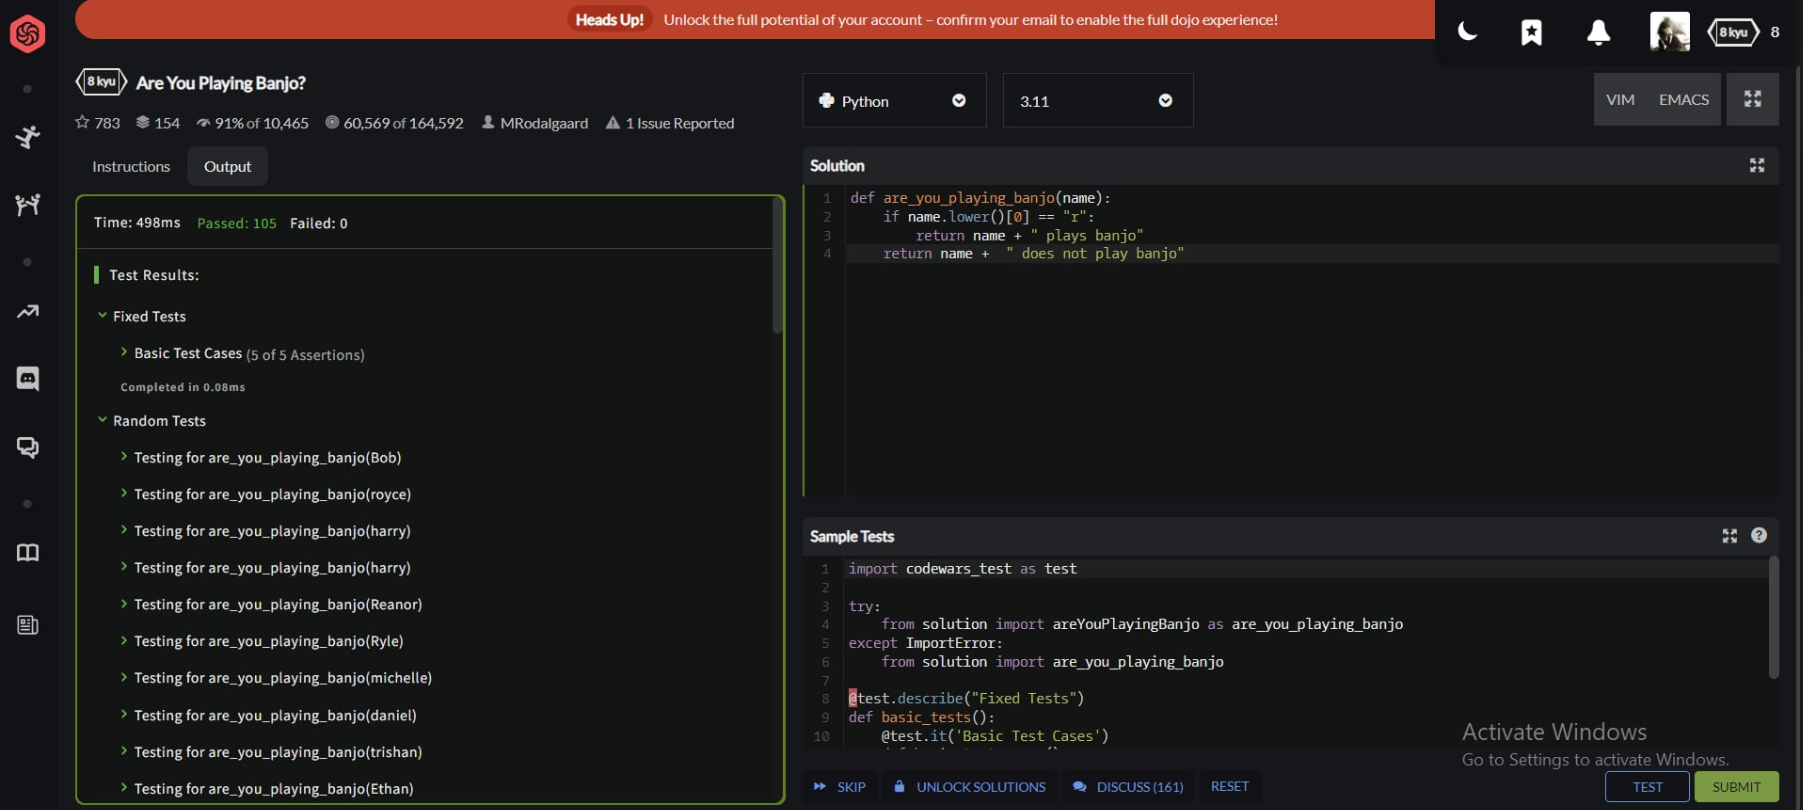 Heads Up! Unlock the full potential of your account – confirm your email to enable the full dojo experience!
8 kyu 8
8 kyu Are You Playing Banjo?
783 154 91% of 10,465 60,569 of 164,592 MRodalgaard 1 Issue Reported
Python 3.11 VIM EMACS
Instructions Output
Time: 498ms Passed: 105 Failed: 0
Test Results:
Fixed Tests
Basic Test Cases (5 of 5 Assertions)
Completed in 0.08ms
Random Tests
Testing for are_you_playing_banjo(Bob)
Testing for are_you_playing_banjo(royce)
Testing for are_you_playing_banjo(harry)
Testing for are_you_playing_banjo(harry)
Testing for are_you_playing_banjo(Reanor)
Testing for are_you_playing_banjo(Ryle)
Testing for are_you_playing_banjo(michelle)
Testing for are_you_playing_banjo(daniel)
Testing for are_you_playing_banjo(trishan)
Testing for are_you_playing_banjo(Ethan)
Solution
1 def are_you_playing_banjo(name):
2 if name.lower()[0] == "r":
3 return name + " plays banjo"
4 return name +  " does not play banjo"
Sample Tests
1 import codewars_test as test
2
3 try:
4 from solution import areYouPlayingBanjo as are_you_playing_banjo
5 except ImportError:
6 from solution import are_you_playing_banjo
7
8 @test.describe("Fixed Tests")
9 def basic_tests():
10 @test.it('Basic Test Cases')
Activate Windows
Go to Settings to activate Windows.
SKIP UNLOCK SOLUTIONS DISCUSS (161) RESET TEST SUBMIT